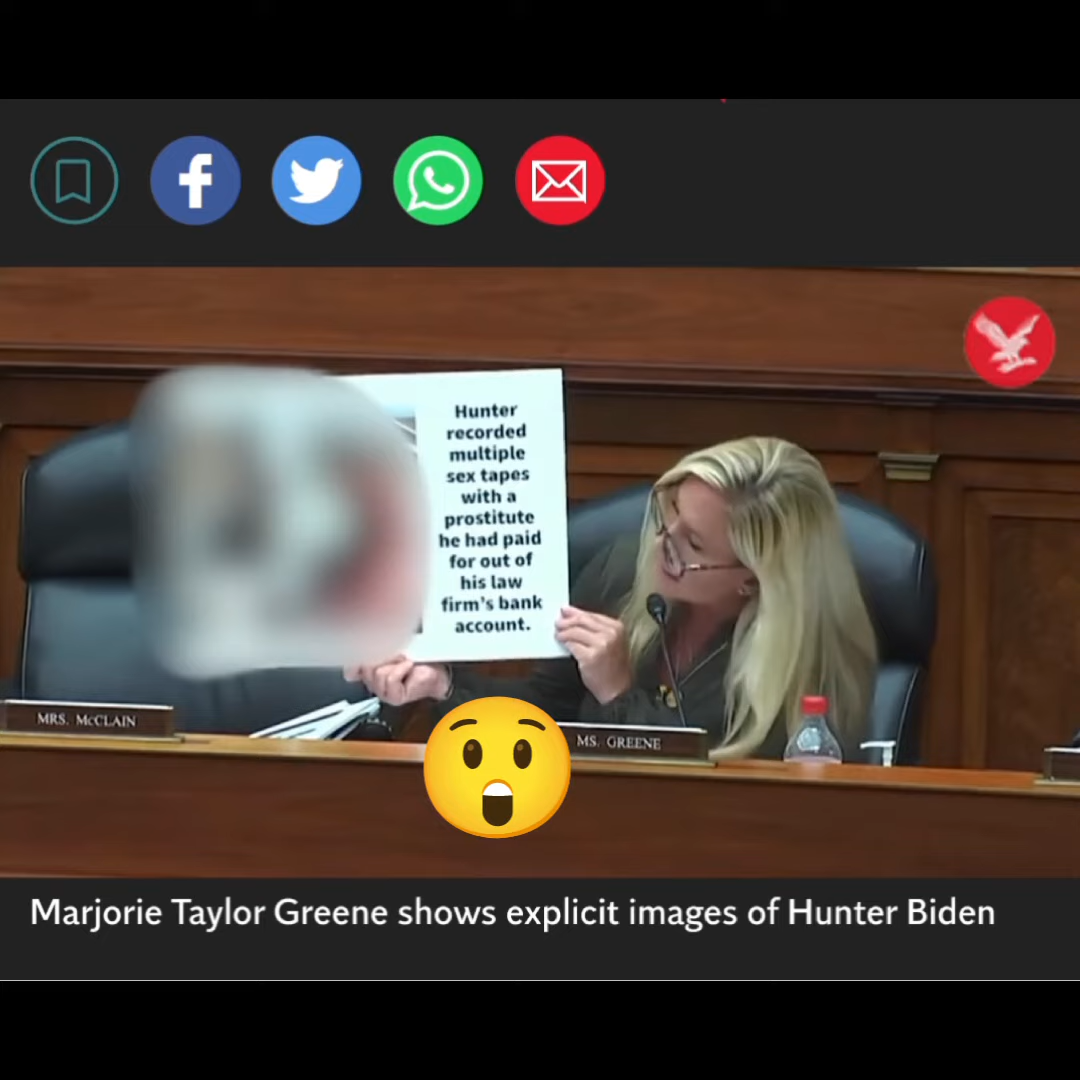 Hunter
recorded
multiple
sex tapes
with a
prostitute
he had paid
for out of
his law
firm's bank
account.
MRS. McCLAIN
MS. GREENE
Marjorie Taylor Greene shows explicit images of Hunter Biden